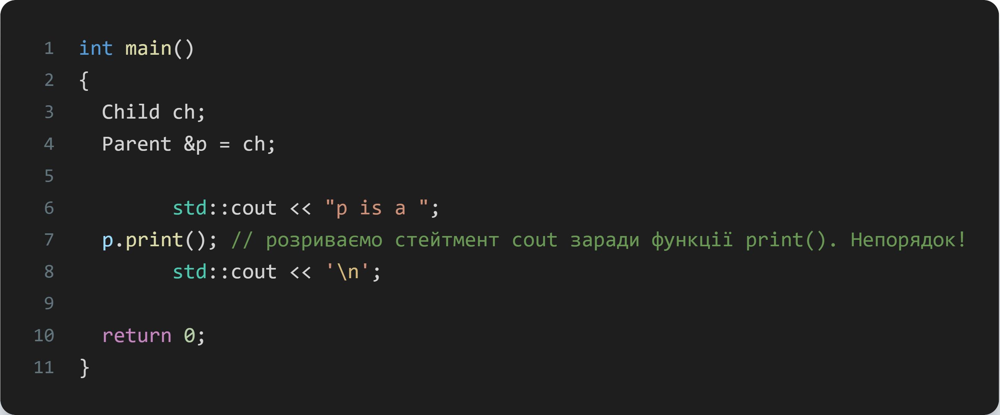 1 int main()
2 {
3   Child ch;
4   Parent &p = ch;
5
6         std::cout << "p is a ";
7   p.print(); // розриваємо стейтмент cout заради функції print(). Непорядок!
8         std::cout << '\n';
9
10   return 0;
11 }